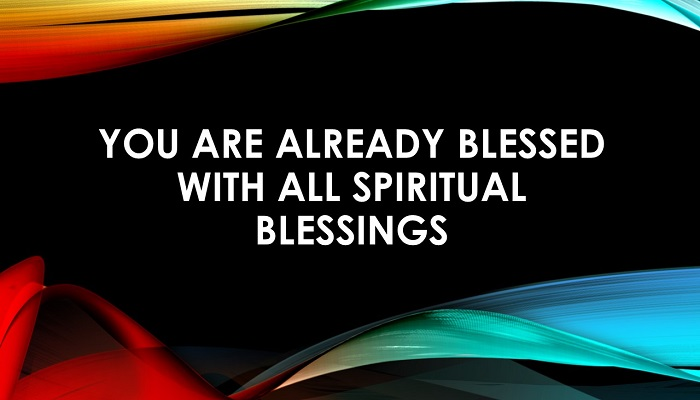 YOU ARE ALREADY BLESSED
WITH ALL SPIRITUAL
BLESSINGS